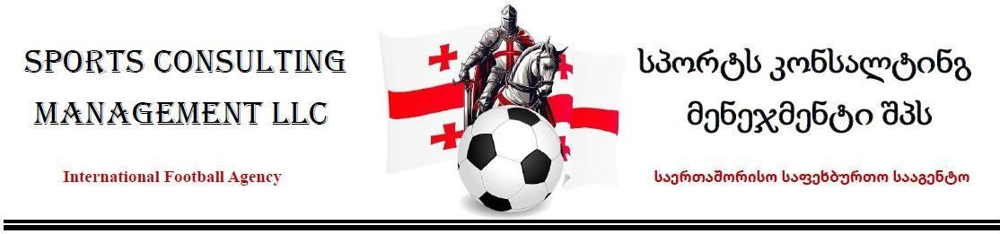 SPORTS CONSULTING
MANAGEMENT LLC
International Football Agency
სპორტს კონსალტინგ
მენეჯმენტი შპს
საერთაშორისო საფეხბურთო სააგენტო